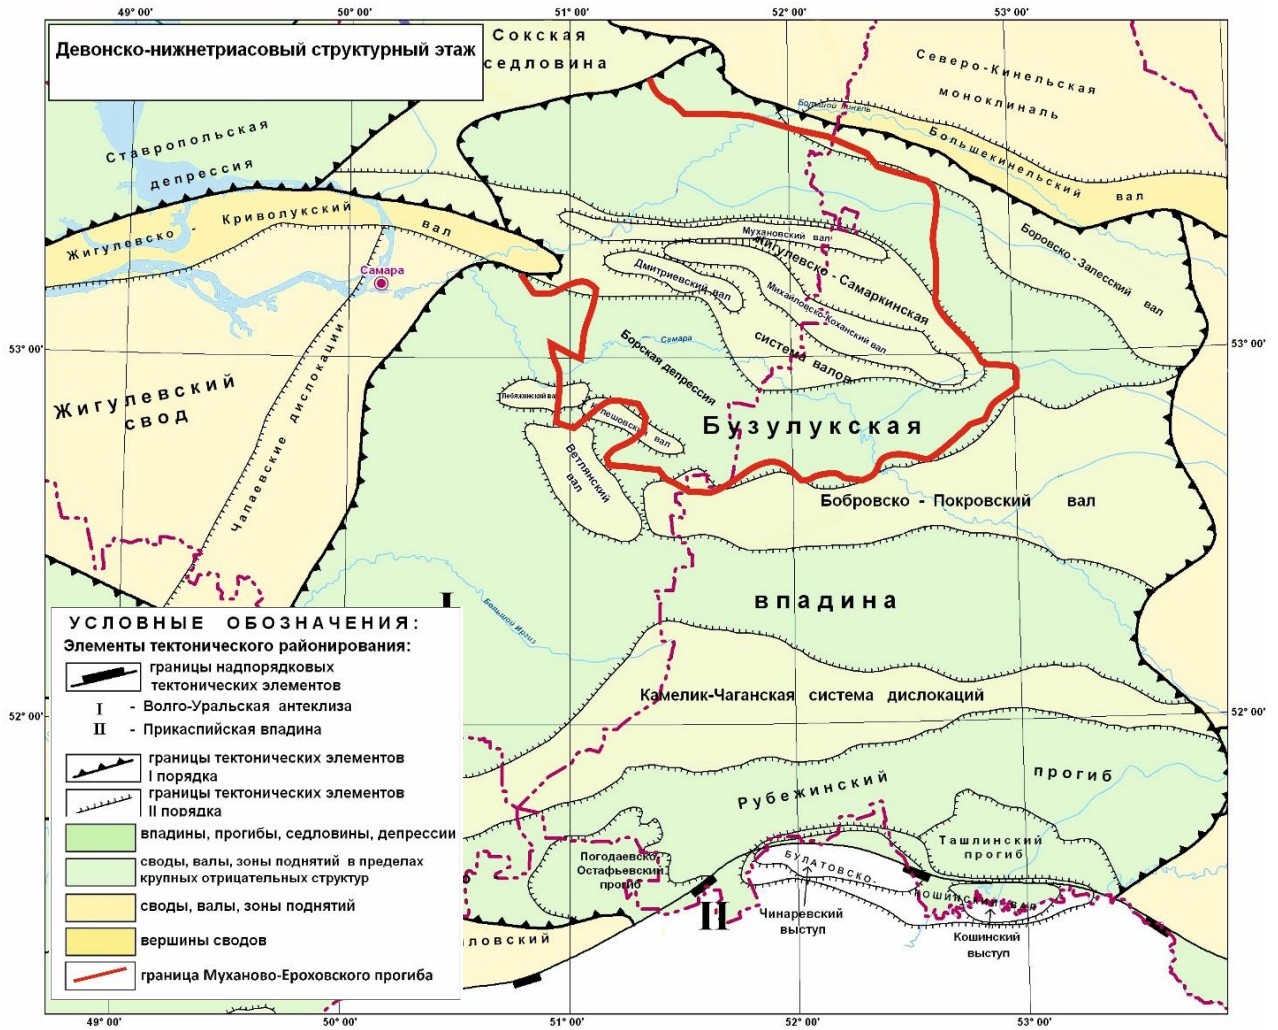 49° 00'
50° 00'
51° 00'
52° 00'
53° 00'
Девонско-нижнетриасовый структурный этаж
Сокская
седловина
Северо-Кинельская
моноклиналь
Большой Кинель
Большекинельский вал
Ставропольская
депрессия
Жигулевско - Криволукский вал
Самара
Мухановский вал
Жигулевско - Самаркинская
система валов
Дмитриевский вал
Михайловско-Коханский вал
Боровско - Залесский вал
53° 00'
53° 00'
Самара
Борская депрессия
Жигулевский
свод
Чапаевские дислокации
Ветлянский
вал
Бузулукская
Бобровско - Покровский вал
впадина
I
Большой Иргиз
Камелик-Чаганская система дислокаций
52° 00'
52° 00'
Рубежинский прогиб
Ташлинский
прогиб
Погодаевско-
Остафьевский
прогиб
БУЛАТОВСКО-
КОШИНСКИЙ ВАЛ
II
Чинаревский
выступ
Кошинский
выступ
ловский
УСЛОВНЫЕ ОБОЗНАЧЕНИЯ:
Элементы тектонического районирования:
границы надпорядковых
тектонических элементов
I - Волго-Уральская антеклиза
II - Прикаспийская впадина
границы тектонических элементов
I порядка
границы тектонических элементов
II порядка
впадины, прогибы, седловины, депрессии
своды, валы, зоны поднятий в пределах
крупных отрицательных структур
своды, валы, зоны поднятий
вершины сводов
граница Муханово-Ероховского прогиба
49° 00'
50° 00'
51° 00'
52° 00'
53° 00'